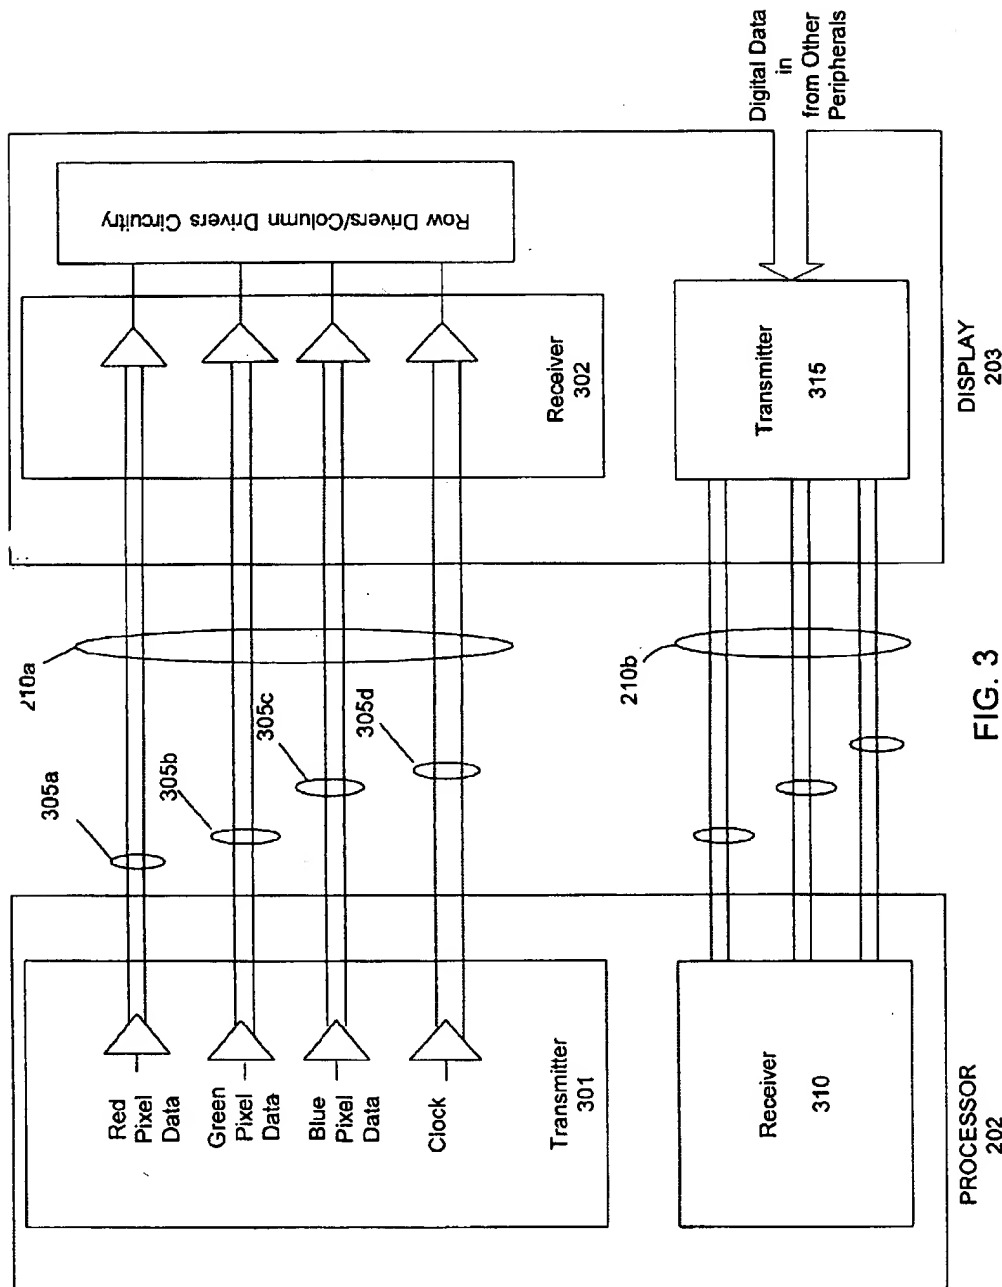 210a
305a
305b
305c
305d
Red
Pixel
Data
Green
Pixel
Data
Blue
Pixel
Data
Clock
Transmitter
301
Receiver
302
Row Drivers/Column Drivers Circuitry
210b
Receiver
310
Transmitter
315
Digital Data
in
from Other
Peripherals
PROCESSOR
202
DISPLAY
203
FIG. 3